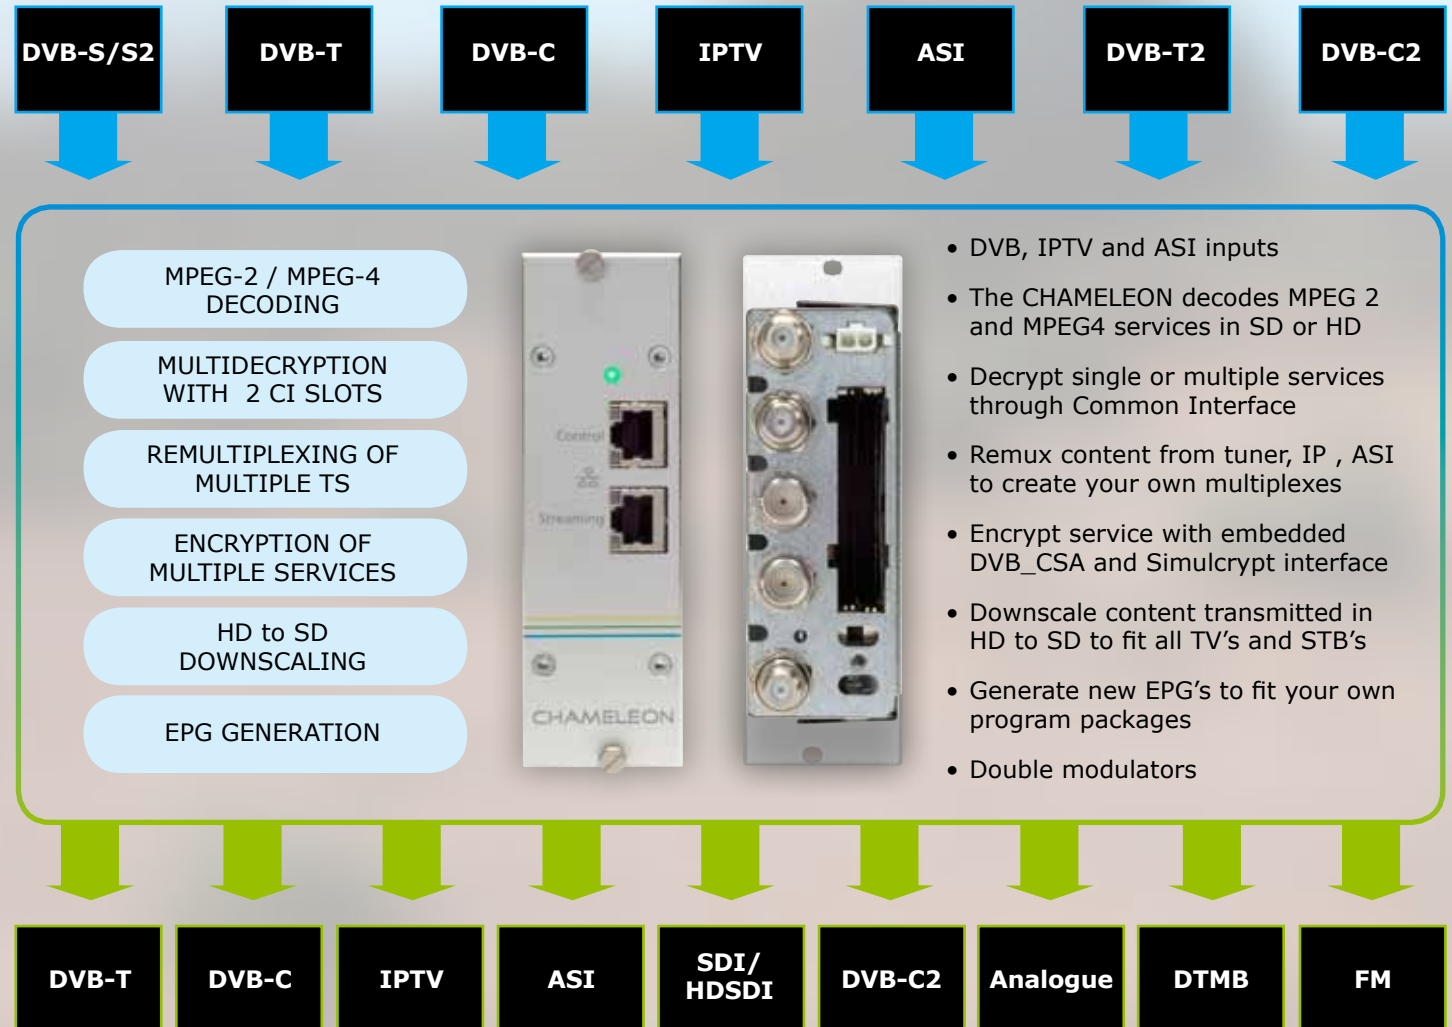 DVB-S/S2
DVB-T
DVB-C
IPTV
ASI
DVB-T2
DVB-C2
MPEG-2 / MPEG-4
DECODING
MULTIDECRYPTION
WITH  2 CI SLOTS
REMULTIPLEXING OF
MULTIPLE TS
ENCRYPTION OF
MULTIPLE SERVICES
HD to SD
DOWNSCALING
EPG GENERATION
Control
Streaming
CHAMELEON
• DVB, IPTV and ASI inputs
• The CHAMELEON decodes MPEG 2
and MPEG4 services in SD or HD
• Decrypt single or multiple services
through Common Interface
• Remux content from tuner, IP , ASI
to create your own multiplexes
• Encrypt service with embedded
DVB_CSA and Simulcrypt interface
• Downscale content transmitted in
HD to SD to fit all TV's and STB's
• Generate new EPG's to fit your own
program packages
• Double modulators
DVB-T
DVB-C
IPTV
ASI
SDI/
HDSDI
DVB-C2
Analogue
DTMB
FM